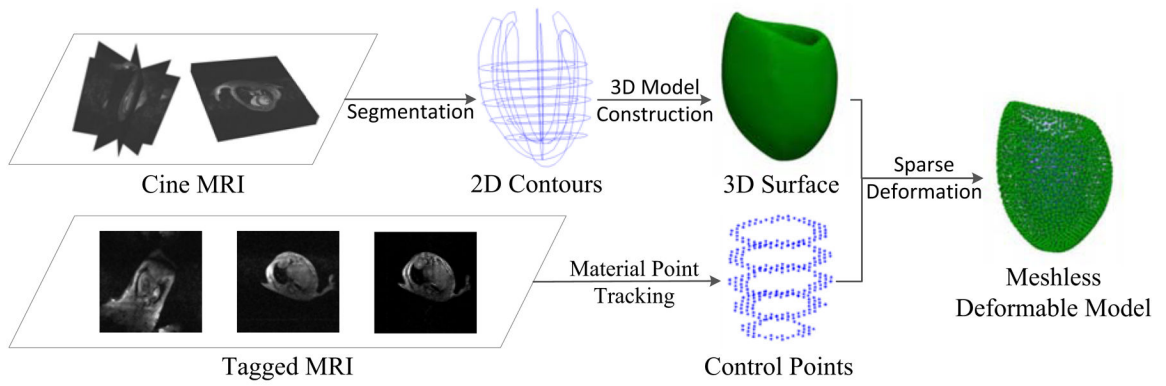 Segmentation
3D Model
Construction
Cine MRI
2D Contours
3D Surface
Sparse
Deformation
Material Point
Tracking
Meshless
Deformable Model
Tagged MRI
Control Points